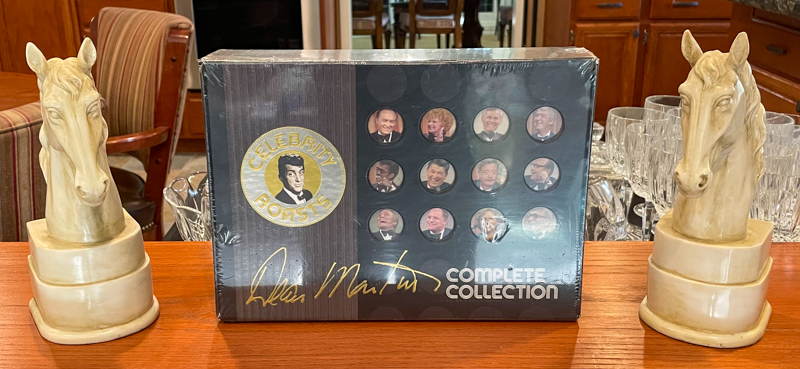 CELEBRITY
ROASTS
Dean Martin
COMPLETE
COLLECTION